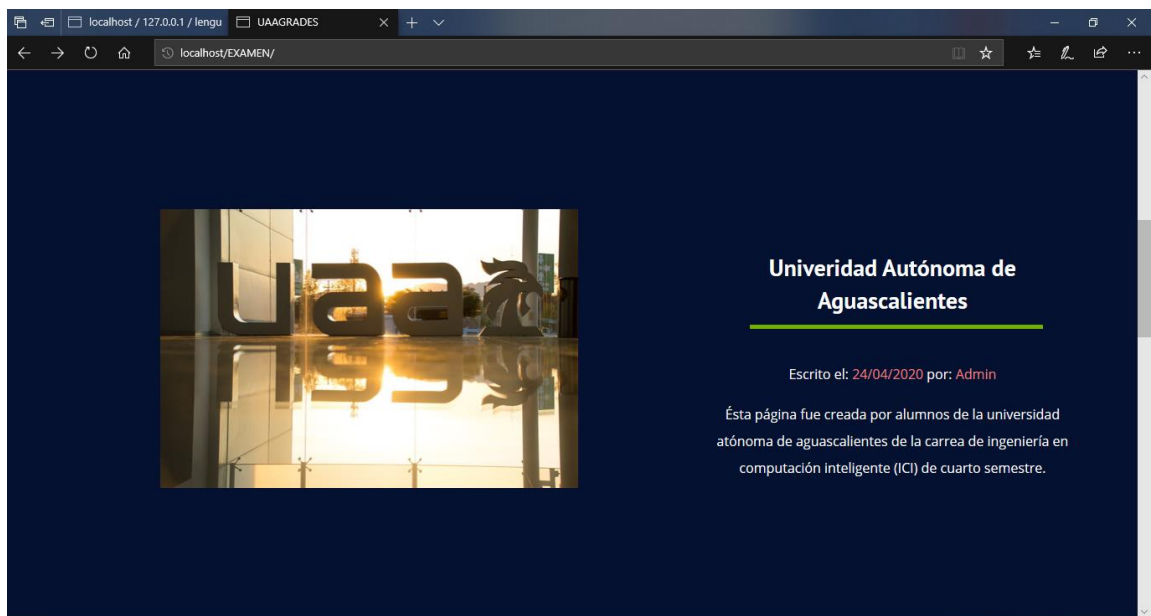 localhost / 127.0.0.1 / lengu
UAAGRADES
localhost/EXAMEN/
uaa
Univeridad Autónoma de
Aguascalientes
Escrito el: 24/04/2020 por: Admin
Ésta página fue creada por alumnos de la universidad
atónoma de aguascalientes de la carrea de ingeniería en
computación inteligente (ICI) de cuarto semestre.